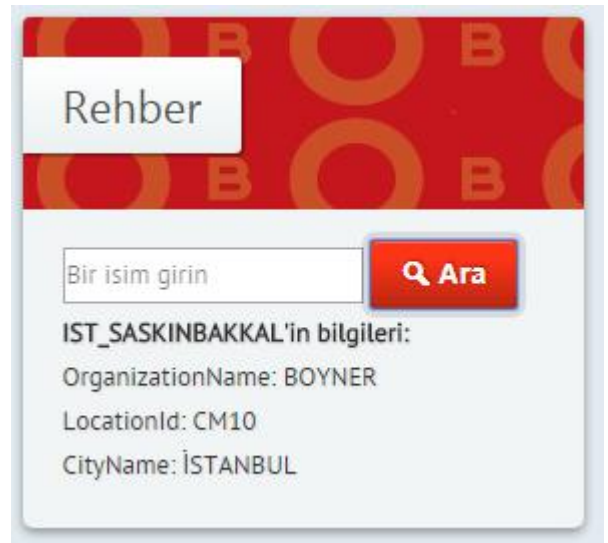 B B
Rehber
B B
Bir isim girin
Ara
IST_SASKINBAKKAL'in bilgileri:
OrganizationName: BOYNER
LocationId: CM10
CityName: İSTANBUL